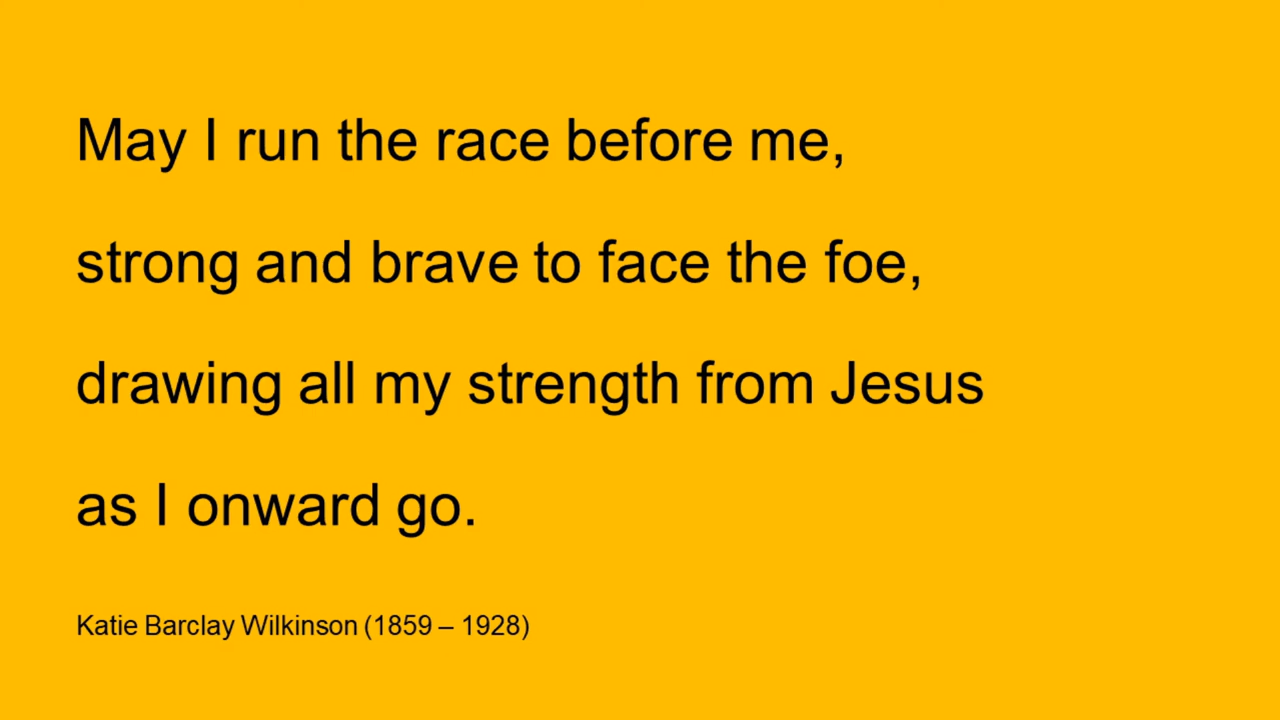 May I run the race before me,
strong and brave to face the foe,
drawing all my strength from Jesus
as I onward go.
Katie Barclay Wilkinson (1859 – 1928)